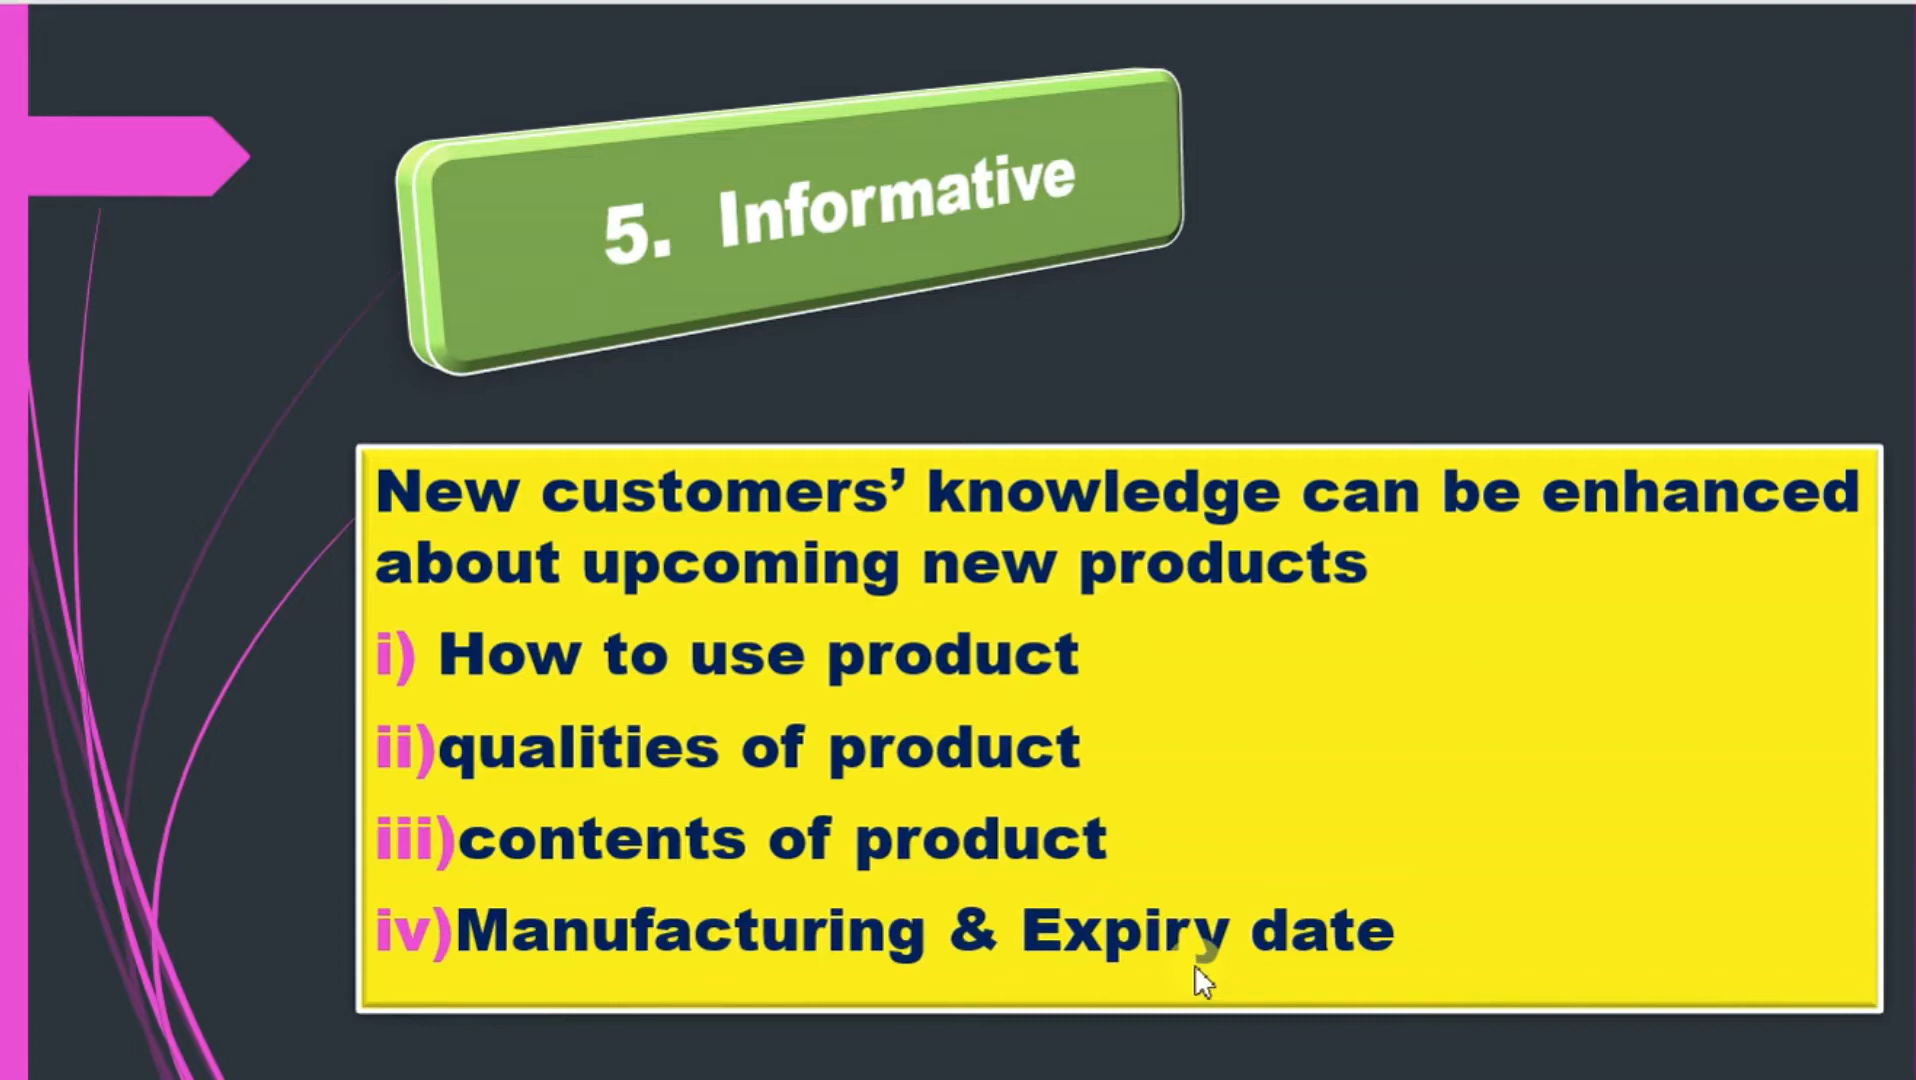 5. Informative
New customers’ knowledge can be enhanced
about upcoming new products
i) How to use product
ii)qualities of product
iii)contents of product
iv)Manufacturing & Expiry date